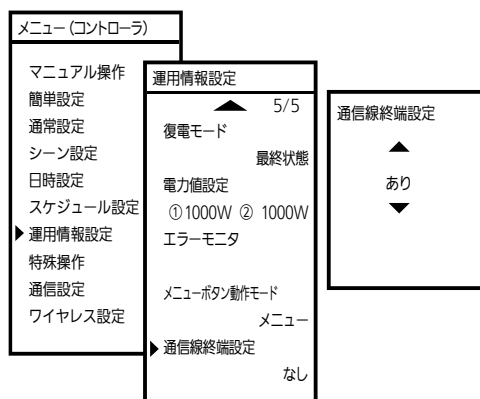 メニュー(コントローラ)
マニュアル操作
簡単設定
通常設定
シーン設定
日時設定
スケジュール設定
運用情報設定
特殊操作
通信設定
ワイヤレス設定
運用情報設定
5/5
復電モード
最終状態
電力値設定
①1000W ② 1000W
エラーモニタ
メニューボタン動作モード
メニュー
通信線終端設定
なし
通信線終端設定
あり